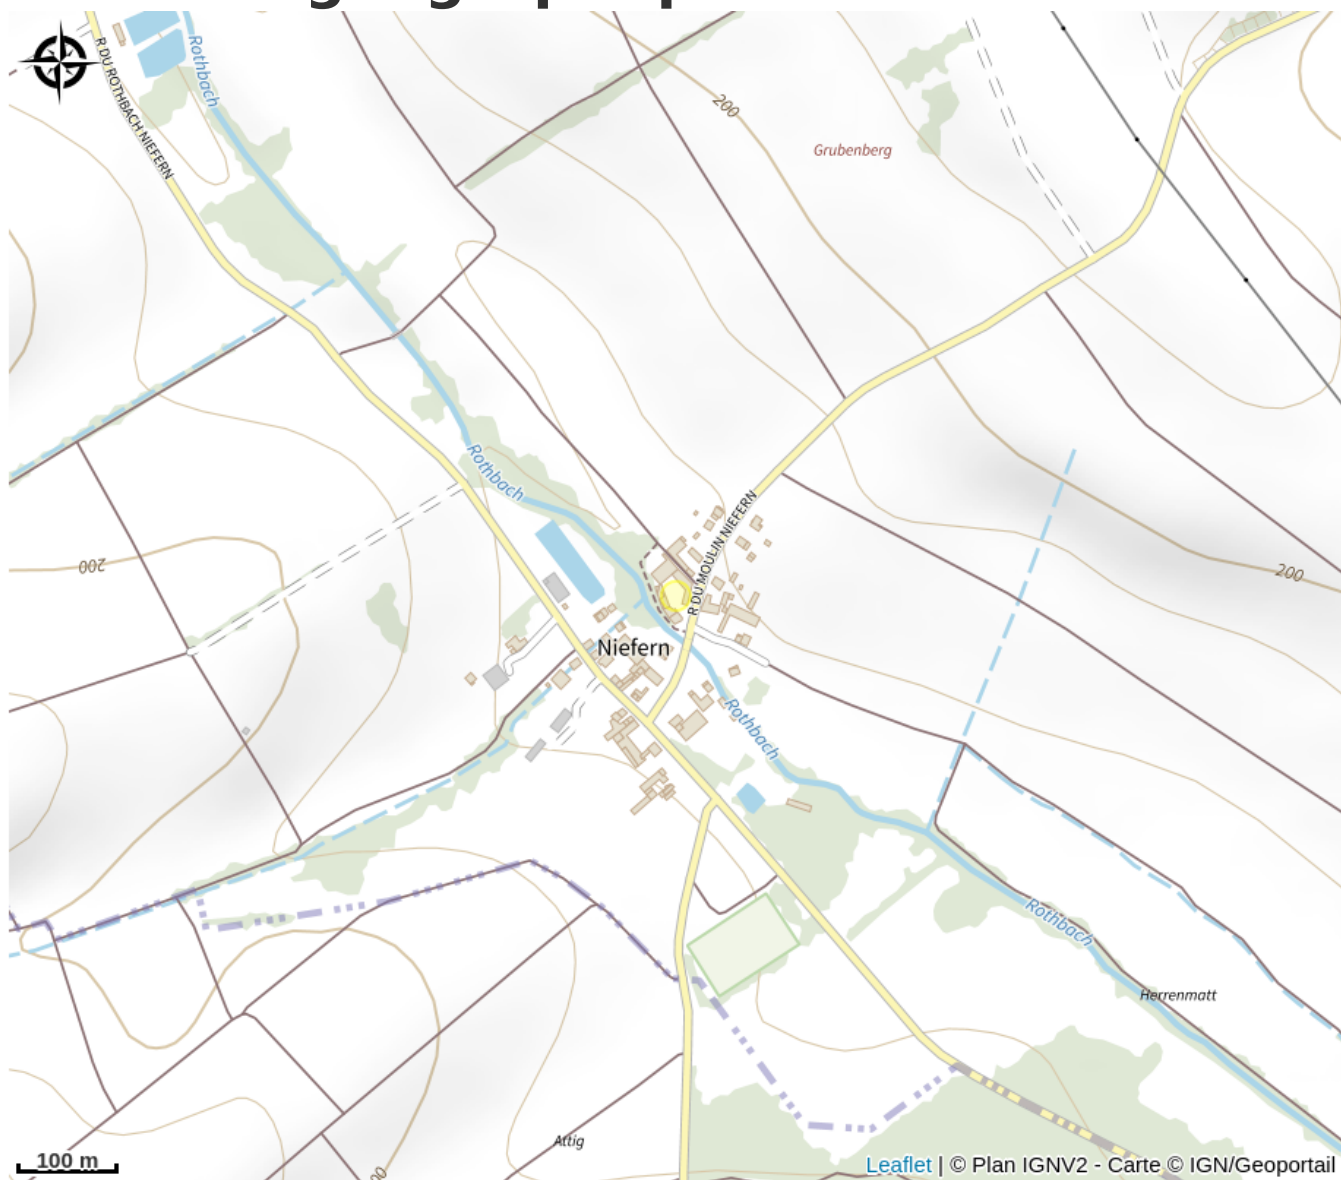 Rothbach
R DU ROTHBACH NIEFERN
200
Grubenberg
Rothbach
R DU MOULIN NIEFERN
200
200
Niefern
Rothbach
Rothbach
Herrenmatt
Attig
100 m
Leaflet | © Plan IGNV2 - Carte © IGN/Geoportail